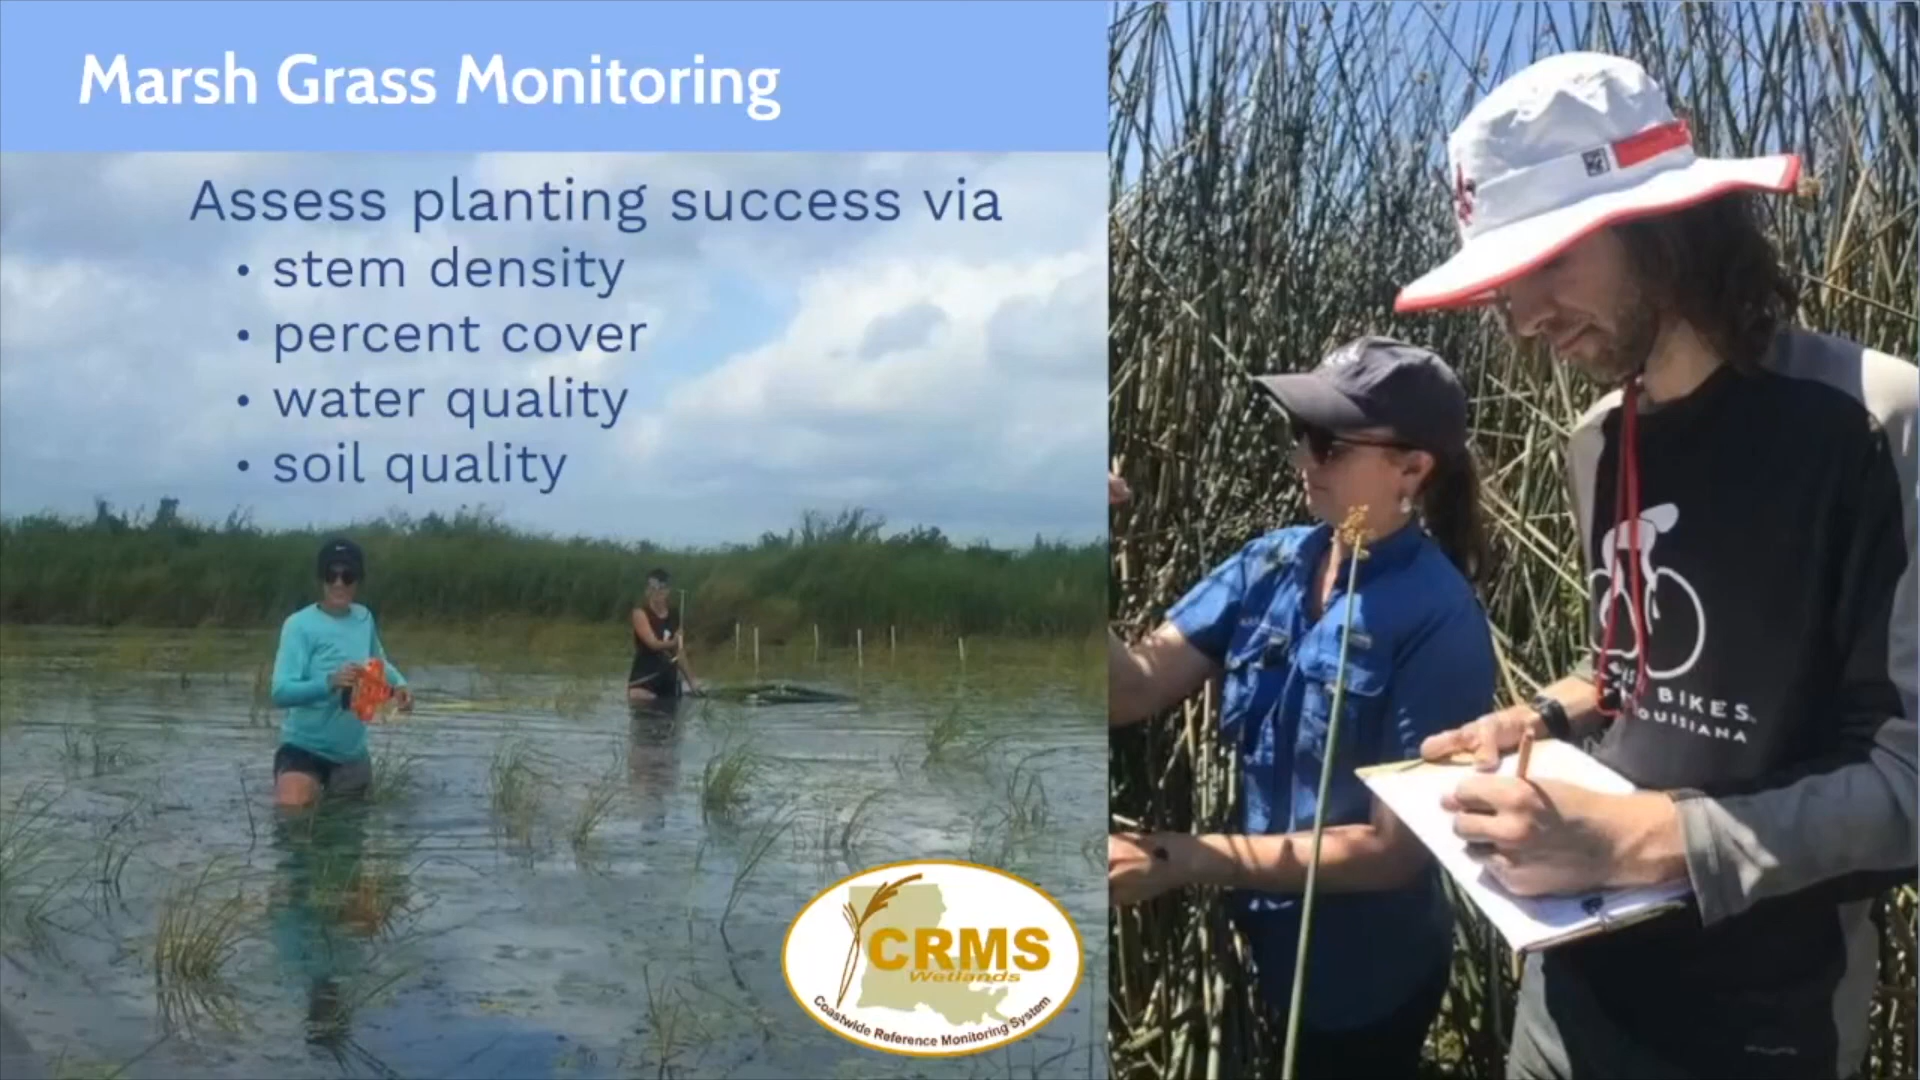 Marsh Grass Monitoring
Assess planting success via
• stem density
• percent cover
• water quality
• soil quality
CRMS
Wetlands
Coastwide Reference Monitoring System
BIKES
OUISIANA